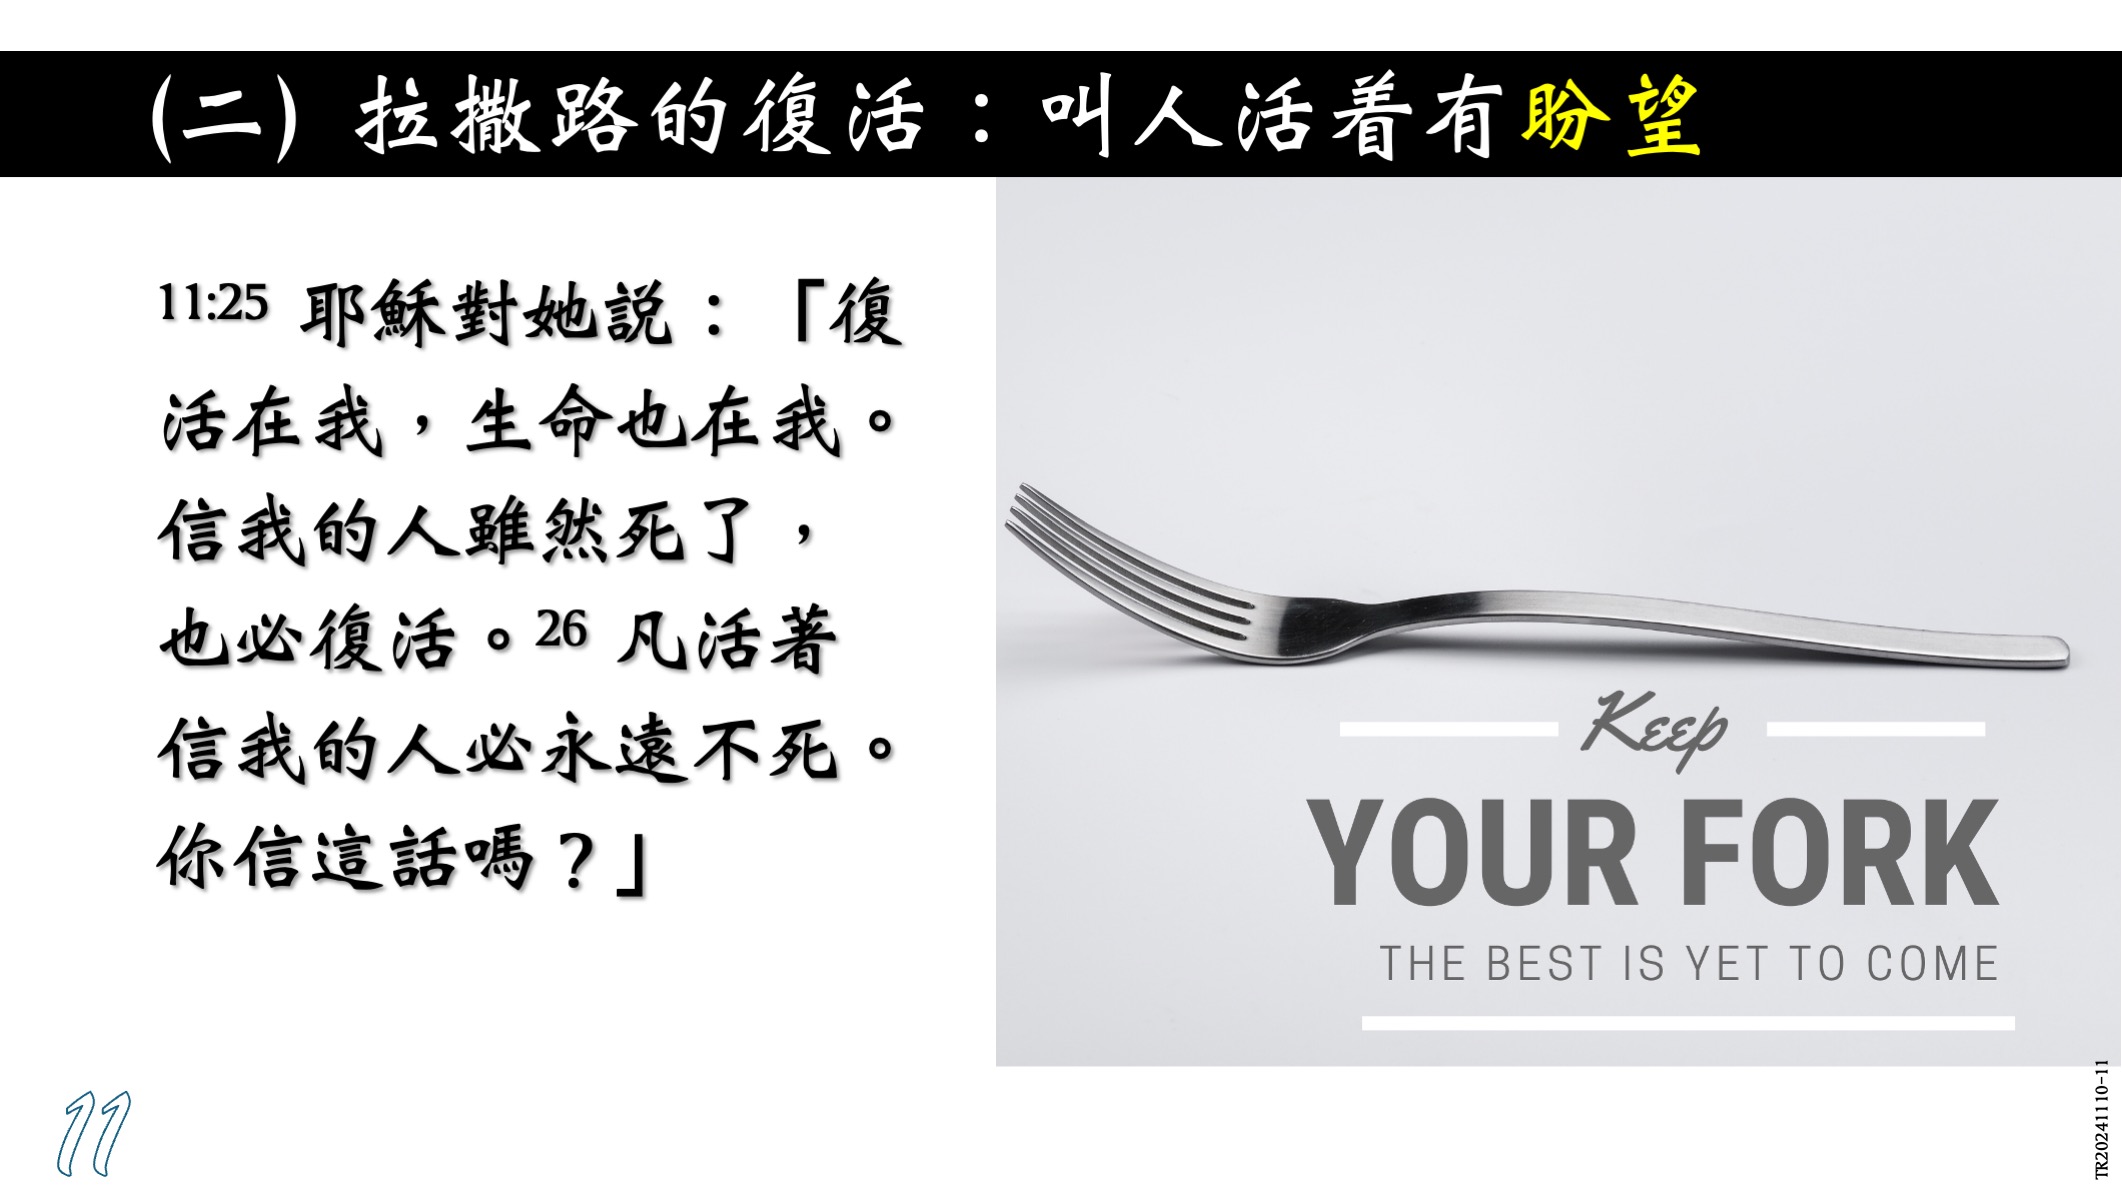 (二) 拉撒路的復活：叫人活着有盼望
11:25 耶穌對她説：「復
活在我，生命也在我。
信我的人雖然死了，
也必復活。26 凡活著
信我的人必永遠不死。
你信這話嗎？」
Keep
YOUR FORK
THE BEST IS YET TO COME
11
TR20241110-11